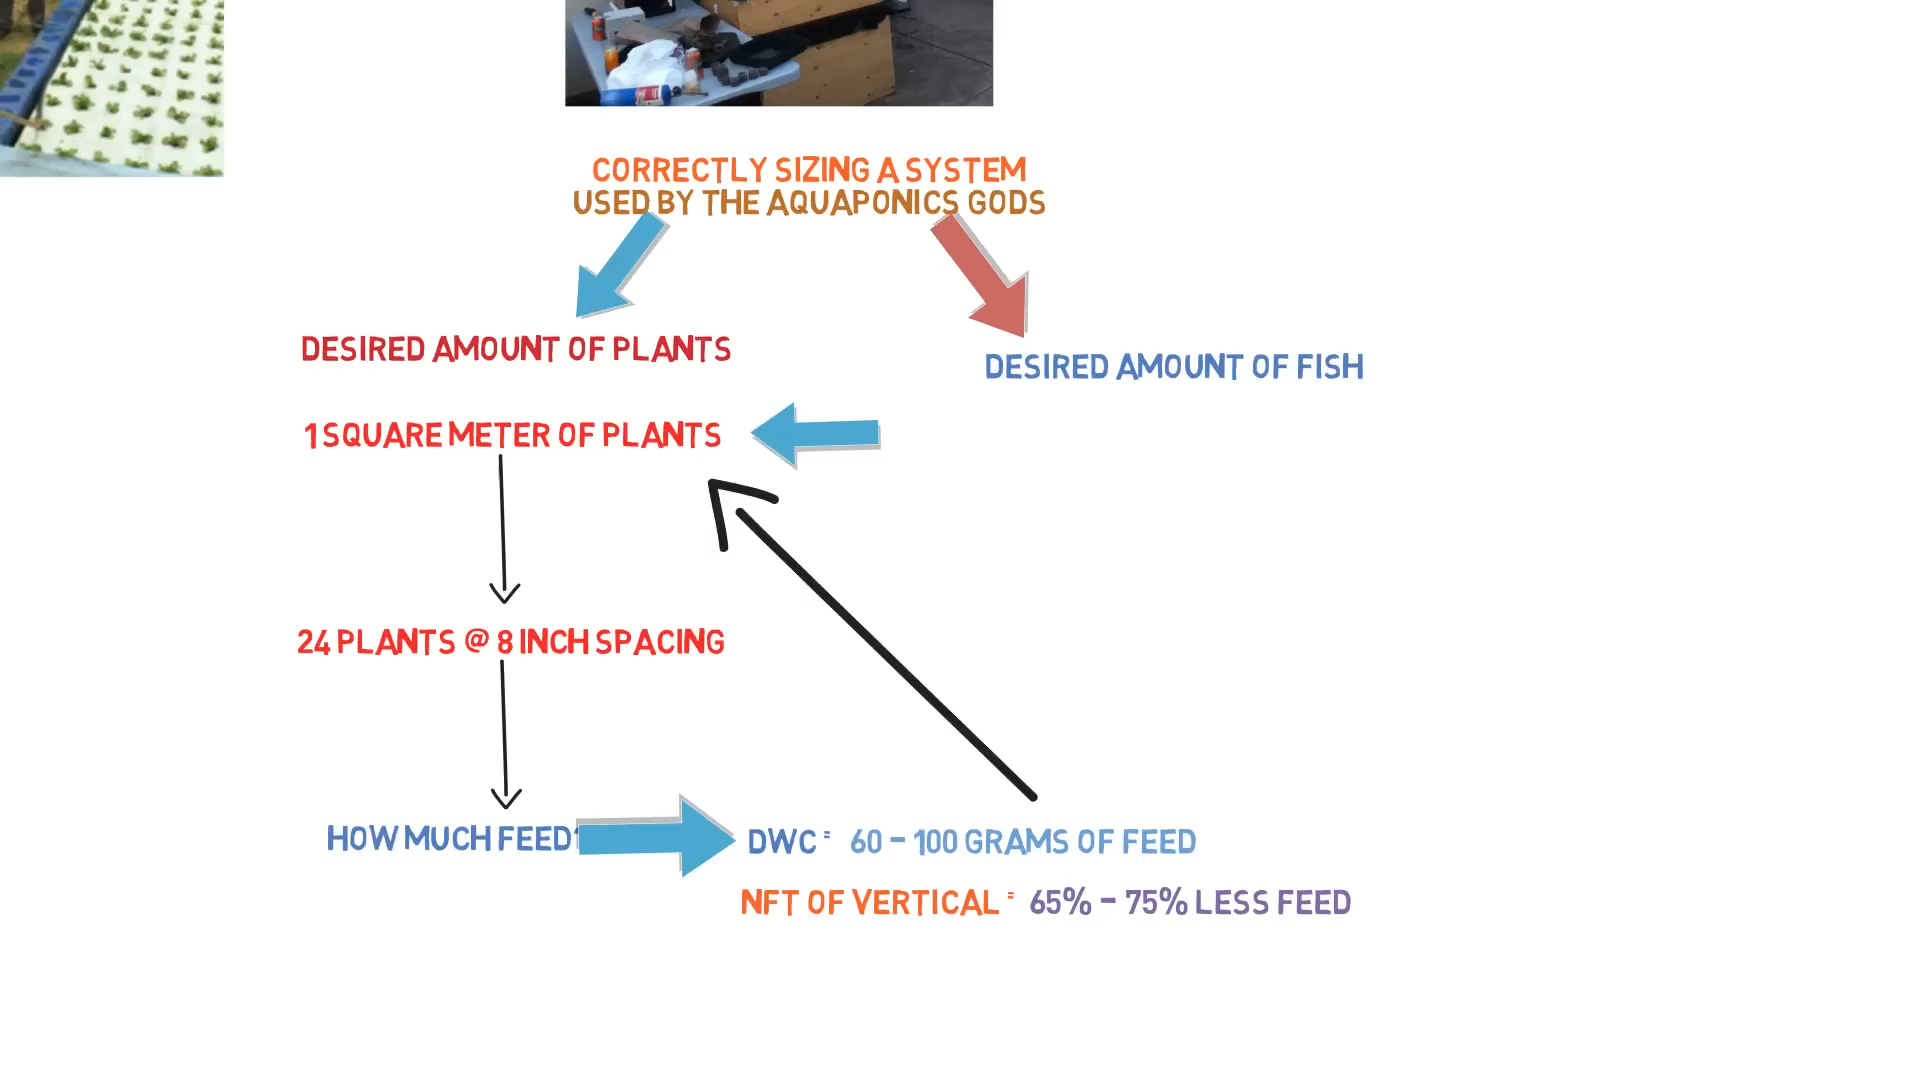 CORRECTLY SIZING A SYSTEM
USED BY THE AQUAPONICS GODS
DESIRED AMOUNT OF PLANTS
DESIRED AMOUNT OF FISH
1 SQUARE METER OF PLANTS
24 PLANTS @ 8 INCH SPACING
HOW MUCH FEED
DWC = 60 - 100 GRAMS OF FEED
NFT OF VERTICAL = 65% - 75% LESS FEED